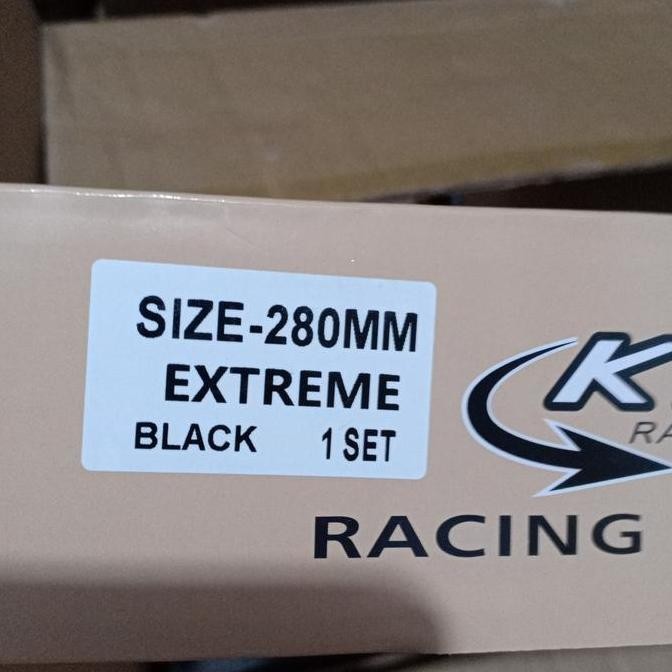 SIZE-280MM
EXTREME
BLACK 1 SET
K
RA
RACING